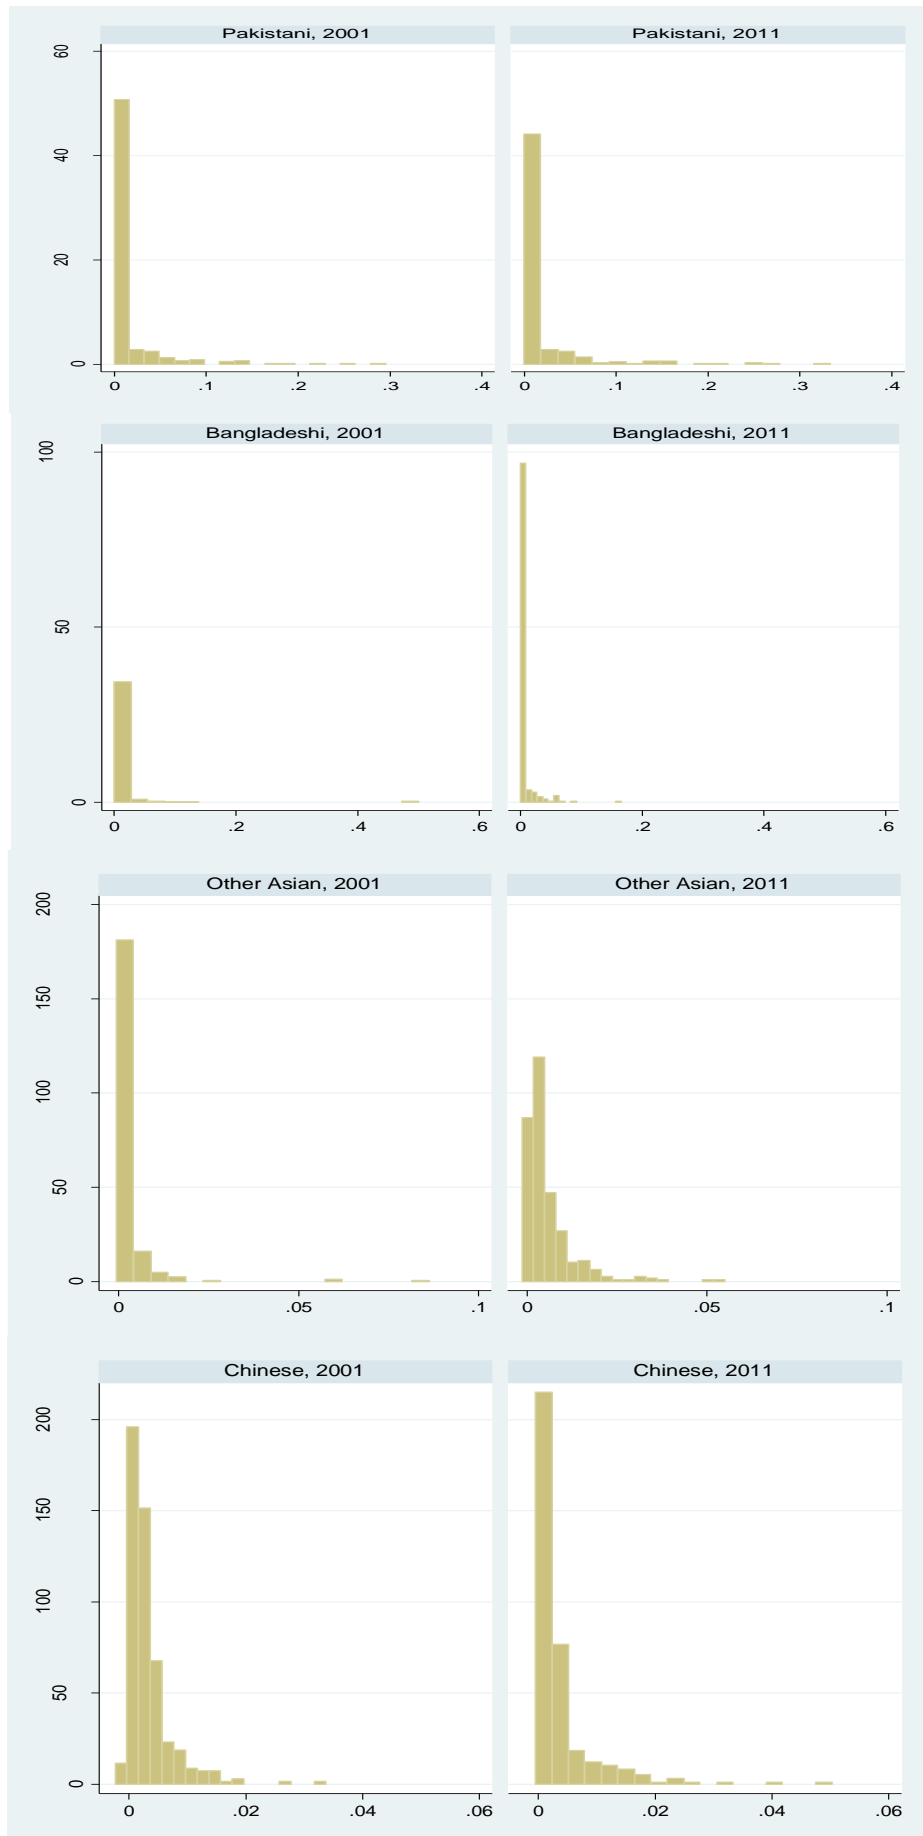 Pakistani, 2001 Pakistani, 2011
60
40
20
0
0 .1 .2 .3 .4 0 .1 .2 .3 .4
Bangladeshi, 2001 Bangladeshi, 2011
100
50
0
0 .2 .4 .6 0 .2 .4 .6
Other Asian, 2001 Other Asian, 2011
200
150
100
50
0
0 .05 .1 0 .05 .1
Chinese, 2001 Chinese, 2011
200
150
100
50
0
0 .02 .04 .06 0 .02 .04 .06